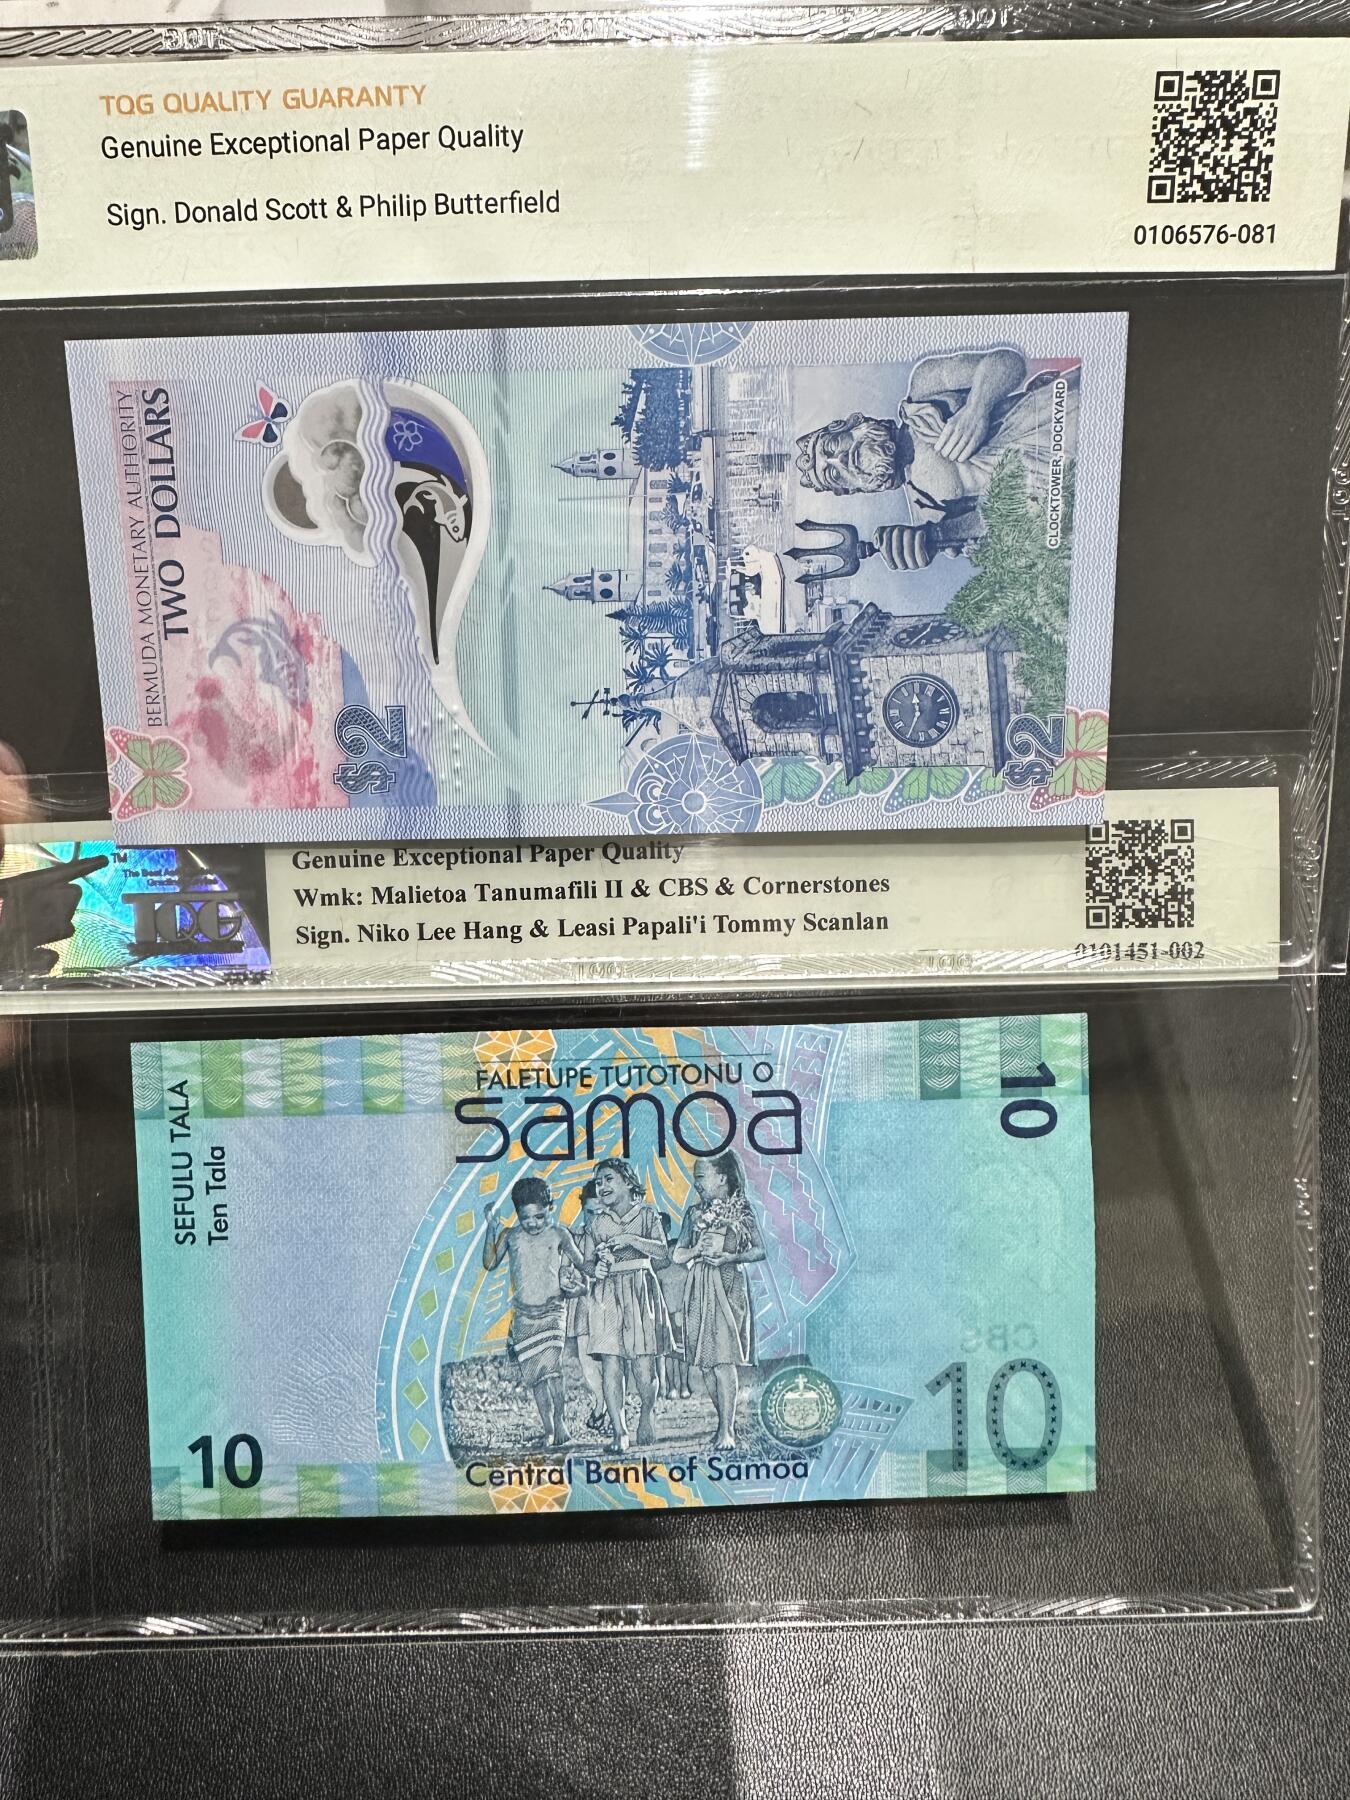 TQG QUALITY GUARANTY
Genuine Exceptional Paper Quality
Sign. Donald Scott & Philip Butterfield
0106576-081
BERMUDA MONETARY AUTHORITY
TWO DOLLARS
$2
CLOCKTOWER, DOCKYARD
$2
TM
TQG
Genuine Exceptional Paper Quality
Wmk: Malietoa Tanumafili II & CBS & Cornerstones
Sign. Niko Lee Hang & Leasi Papali'i Tommy Scanlan
0101451-002
SEFULU TALA
Ten Tala
FALETUPE TUTOTONU O
samoa
10
CBS
10
10
Central Bank of Samoa